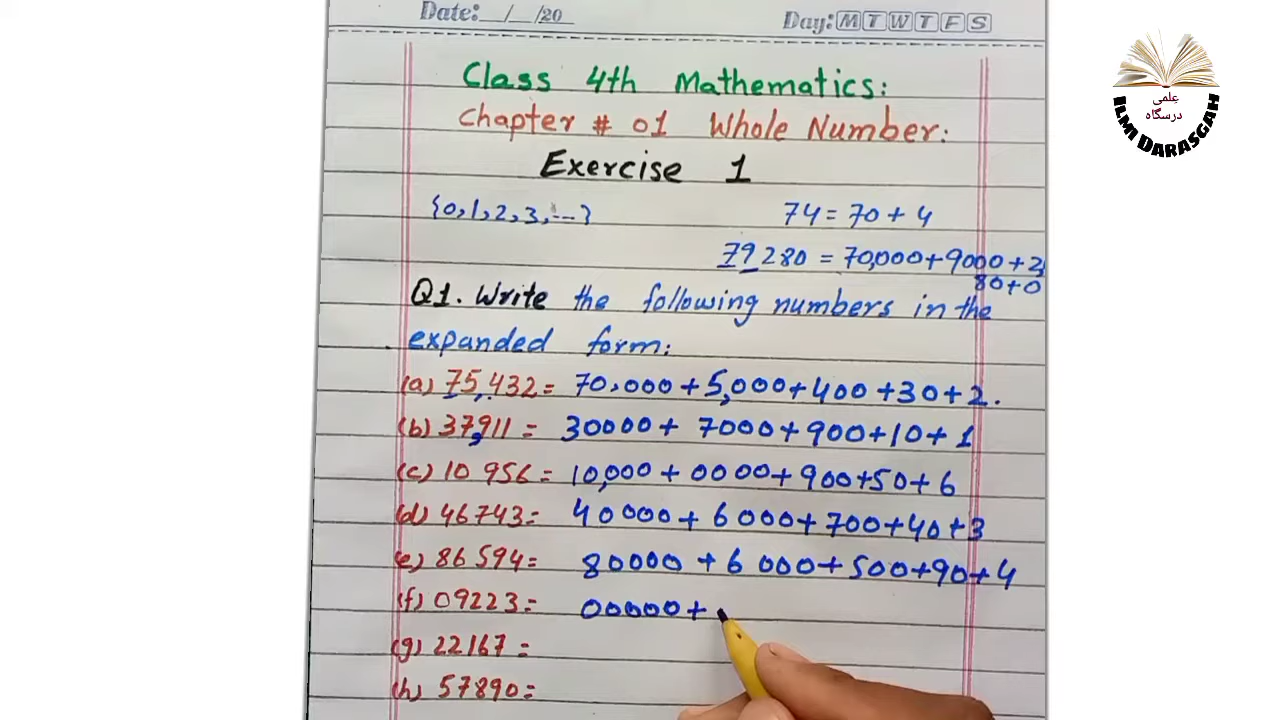 Date: __/__/20__
Day: M T W T F S
Class 4th Mathematics:
Chapter # 01 Whole Number:
Exercise 1
{0, 1, 2, 3, ---}
74 = 70 + 4
79280 = 70,000+9000+2
80+0
Q1. Write the following numbers in the
expanded form:
(a) 75,432 = 70,000 + 5,000 + 400 + 30 + 2.
(b) 37,911 = 30000 + 7000 + 900 + 10 + 1
(c) 10 956 = 10,000 + 0000 + 900 + 50 + 6
(d) 46743 = 40000 + 6000 + 700 + 40 + 3
(e) 86 594 = 80000 + 6 000 + 500 + 90 + 4
(f) 09223 = 00000 +
(g) 22167 =
(h) 57890 =
علمی
درسگاہ
ILMI DARASGAH